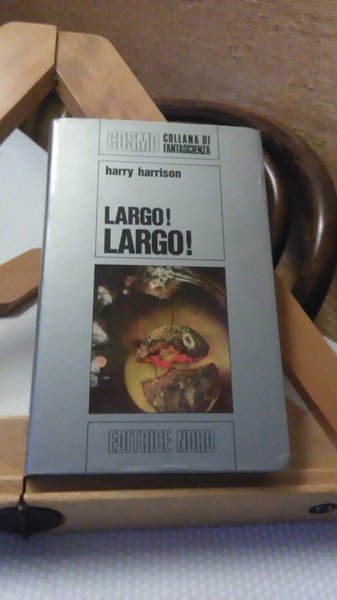 COSMO COLLANA DI
FANTASCIENZA
harry harrison
LARGO!
LARGO!
EDITRICE NORD